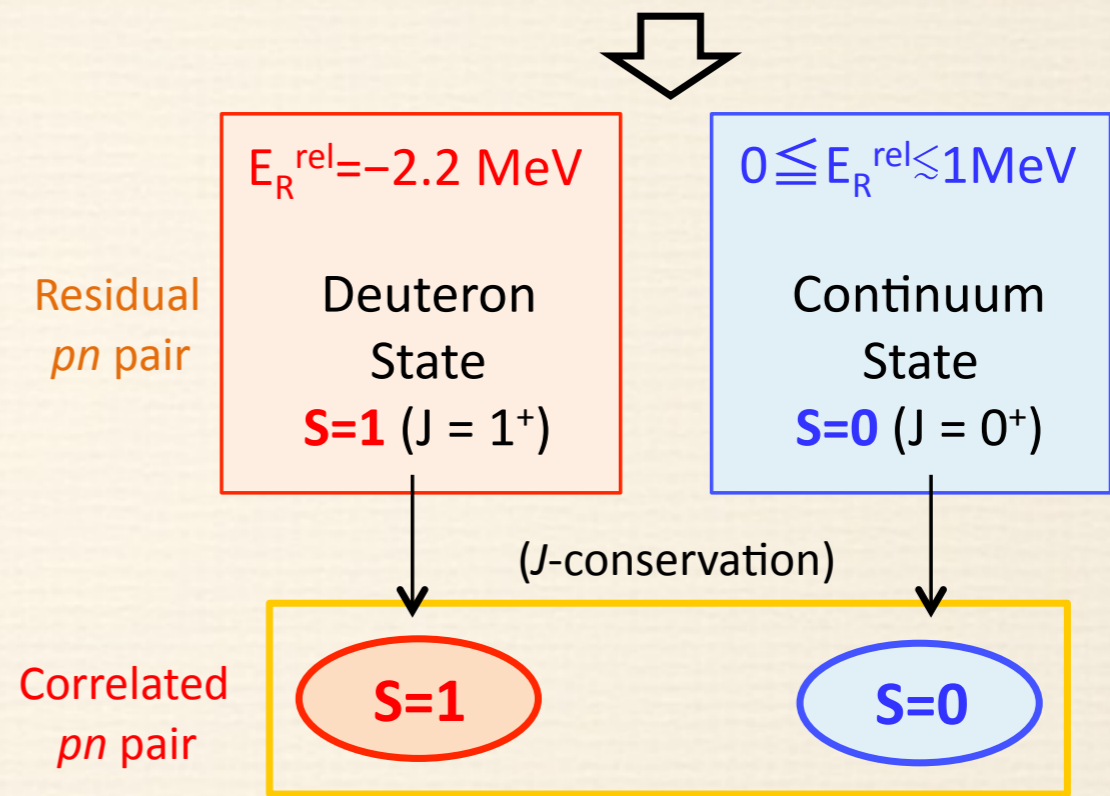 E_R^rel=−2.2 MeV
0≦E_R^rel≲1MeV
Residual
pn pair
Deuteron
State
S=1 (J = 1⁺)
Continuum
State
S=0 (J = 0⁺)
(J-conservation)
Correlated
pn pair
S=1
S=0